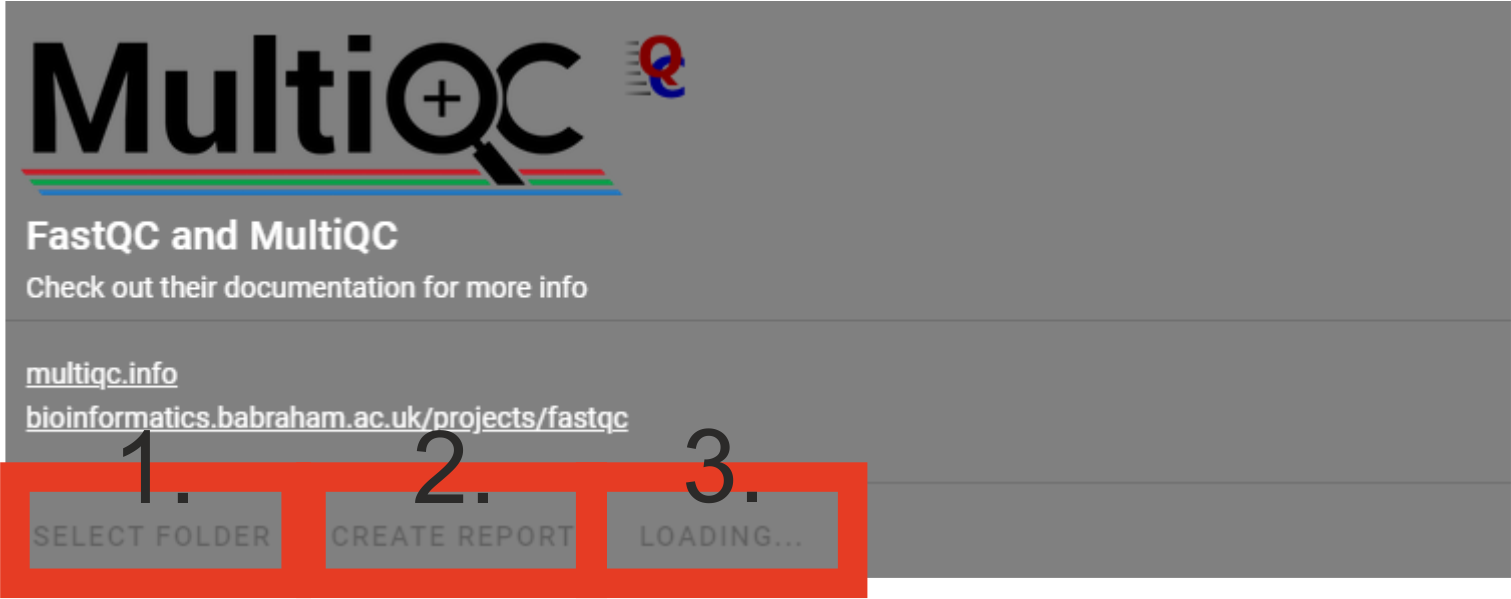 MultiQC QC
FastQC and MultiQC
Check out their documentation for more info
multiqc.info
bioinformatics.babraham.ac.uk/projects/fastqc
1. 2. 3.
SELECT FOLDER CREATE REPORT LOADING...